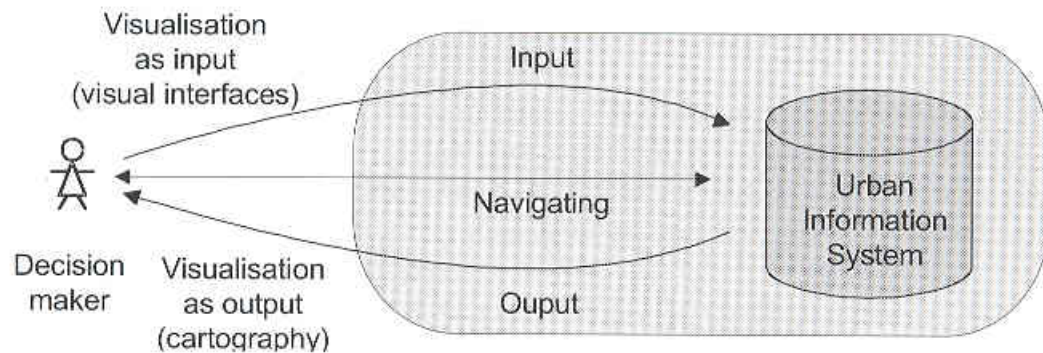 Visualisation
as input
(visual interfaces)
Input
Navigating
Urban
Information
System
Decision
maker
Visualisation
as output
(cartography)
Ouput